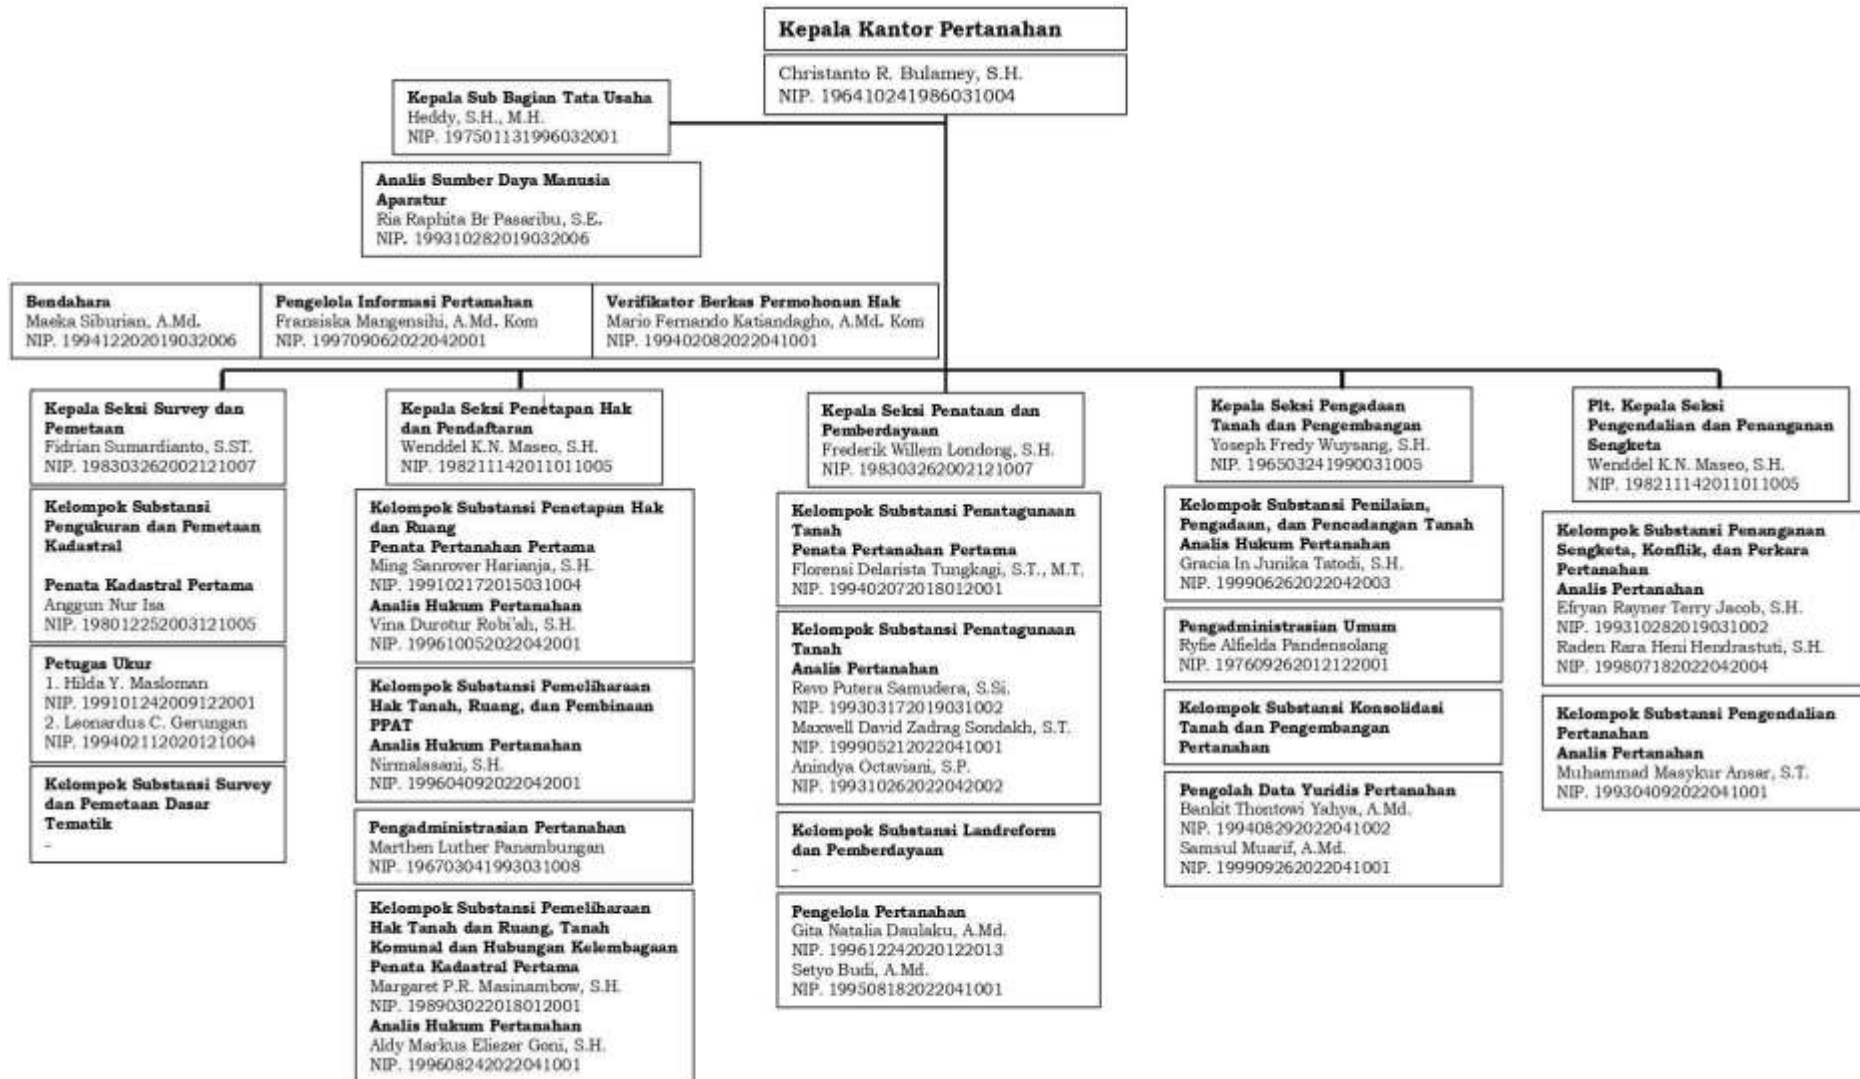 Kepala Kantor Pertanahan
Christanto R. Bulamey, S.H.
NIP. 196410241986031004
Kepala Sub Bagian Tata Usaha
Heddy, S.H., M.H.
NIP. 197501131996032001
Analis Sumber Daya Manusia
Aparatur
Ria Raphita Br Pasaribu, S.E.
NIP. 199310282019032006
Bendahara
Maeka Siburian, A.Md.
NIP. 199412202019032006
Pengelola Informasi Pertanahan
Fransiska Mangensihi, A.Md. Kom
NIP. 199709062022042001
Verifikator Berkas Permohonan Hak
Mario Fernando Katiandagho, A.Md. Kom
NIP. 199402082022041001
Kepala Seksi Survey dan
Pemetaan
Fidrian Sumardianto, S.ST.
NIP. 198303262002121007
Kelompok Substansi
Pengukuran dan Pemetaan
Kadastral
Penata Kadastral Pertama
Anggun Nur Isa
NIP. 198012252003121005
Petugas Ukur
1. Hilda Y. Masloman
NIP. 199101242009122001
2. Leonardus C. Gerungan
NIP. 199402112020121004
Kelompok Substansi Survey
dan Pemetaan Dasar
Tematik
-
Kepala Seksi Penetapan Hak
dan Pendaftaran
Wenddel K.N. Maseo, S.H.
NIP. 198211142011011005
Kelompok Substansi Penetapan Hak
dan Ruang
Penata Pertanahan Pertama
Ming Sanrover Harianja, S.H.
NIP. 199102172015031004
Analis Hukum Pertanahan
Vina Durotur Robi'ah, S.H.
NIP. 199610052022042001
Kelompok Substansi Pemeliharaan
Hak Tanah, Ruang, dan Pembinaan
PPAT
Analis Hukum Pertanahan
Nirmalasani, S.H.
NIP. 199604092022042001
Pengadministrasian Pertanahan
Marthen Luther Panambungan
NIP. 196703041993031008
Kelompok Substansi Pemeliharaan
Hak Tanah dan Ruang, Tanah
Komunal dan Hubungan Kelembagaan
Penata Kadastral Pertama
Margaret P.R. Masinambow, S.H.
NIP. 198903022018012001
Analis Hukum Pertanahan
Aldy Markus Eliezer Goni, S.H.
NIP. 199608242022041001
Kepala Seksi Penataan dan
Pemberdayaan
Frederik Willem Londong, S.H.
NIP. 198303262002121007
Kelompok Substansi Penatagunaan
Tanah
Penata Pertanahan Pertama
Florensi Delarista Tungkagi, S.T., M.T.
NIP. 199402072018012001
Kelompok Substansi Penatagunaan
Tanah
Analis Pertanahan
Revo Putera Samudera, S.Si.
NIP. 199303172019031002
Maxwell David Zadrag Sondakh, S.T.
NIP. 199905212022041001
Anindya Octaviani, S.P.
NIP. 199310262022042002
Kelompok Substansi Landreform
dan Pemberdayaan
-
Pengelola Pertanahan
Gita Natalia Daulaku, A.Md.
NIP. 199612242020122013
Setyo Budi, A.Md.
NIP. 199508182022041001
Kepala Seksi Pengadaan
Tanah dan Pengembangan
Yoseph Fredy Wuysang, S.H.
NIP. 196503241990031005
Kelompok Substansi Penilaian,
Pengadaan, dan Pencadangan Tanah
Analis Hukum Pertanahan
Gracia In Junika Tatodi, S.H.
NIP. 199906262022042003
Pengadministrasian Umum
Ryfie Alfielda Pandensolang
NIP. 197609262012122001
Kelompok Substansi Konsolidasi
Tanah dan Pengembangan
Pertanahan
Pengolah Data Yuridis Pertanahan
Bankit Thontowi Yahya, A.Md.
NIP. 199408292022041002
Samsul Muarif, A.Md.
NIP. 199909262022041001
Plt. Kepala Seksi
Pengendalian dan Penanganan
Sengketa
Wenddel K.N. Maseo, S.H.
NIP. 198211142011011005
Kelompok Substansi Penanganan
Sengketa, Konflik, dan Perkara
Pertanahan
Analis Pertanahan
Efryan Rayner Terry Jacob, S.H.
NIP. 199310282019031002
Raden Rara Heni Hendrastuti, S.H.
NIP. 199807182022042004
Kelompok Substansi Pengendalian
Pertanahan
Analis Pertanahan
Muhammad Masykur Ansar, S.T.
NIP. 199304092022041001